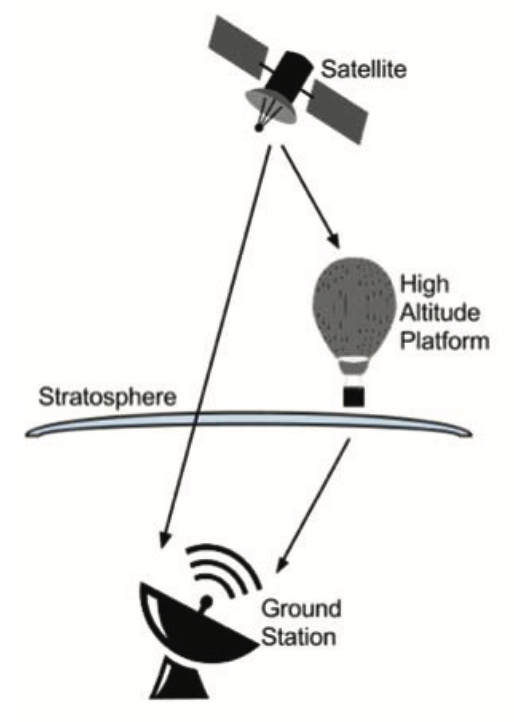 Satellite
High
Altitude
Platform
Stratosphere
Ground
Station